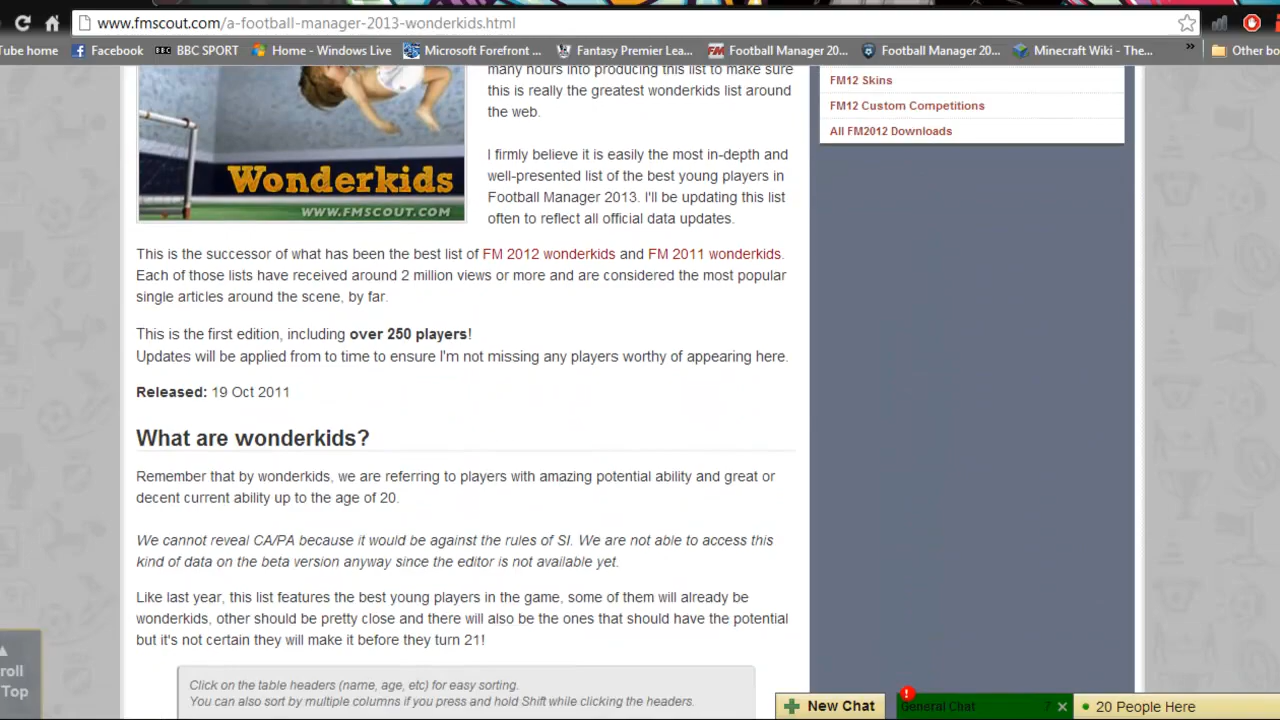 www.fmscout.com/a-football-manager-2013-wonderkids.html
Tube home Facebook BBC BBC SPORT Home - Windows Live Microsoft Forefront ... Fantasy Premier Lea... FM Football Manager 20... Football Manager 20... Minecraft Wiki - The... » Other bo
many hours into producing this list to make sure
this is really the greatest wonderkids list around
the web.
I firmly believe it is easily the most in-depth and
well-presented list of the best young players in
Football Manager 2013. I'll be updating this list
often to reflect all official data updates.
Wonderkids
WWW.FMSCOUT.COM
This is the successor of what has been the best list of FM 2012 wonderkids and FM 2011 wonderkids.
Each of those lists have received around 2 million views or more and are considered the most popular
single articles around the scene, by far.
This is the first edition, including over 250 players!
Updates will be applied from to time to ensure I'm not missing any players worthy of appearing here.
Released: 19 Oct 2011
What are wonderkids?
Remember that by wonderkids, we are referring to players with amazing potential ability and great or
decent current ability up to the age of 20.
We cannot reveal CA/PA because it would be against the rules of SI. We are not able to access this
kind of data on the beta version anyway since the editor is not available yet.
Like last year, this list features the best young players in the game, some of them will already be
wonderkids, other should be pretty close and there will also be the ones that should have the potential
but it's not certain they will make it before they turn 21!
Click on the table headers (name, age, etc) for easy sorting.
You can also sort by multiple columns if you press and hold Shift while clicking the headers.
FM12 Skins
FM12 Custom Competitions
All FM2012 Downloads
roll
Top
New Chat
General Chat 7
20 People Here